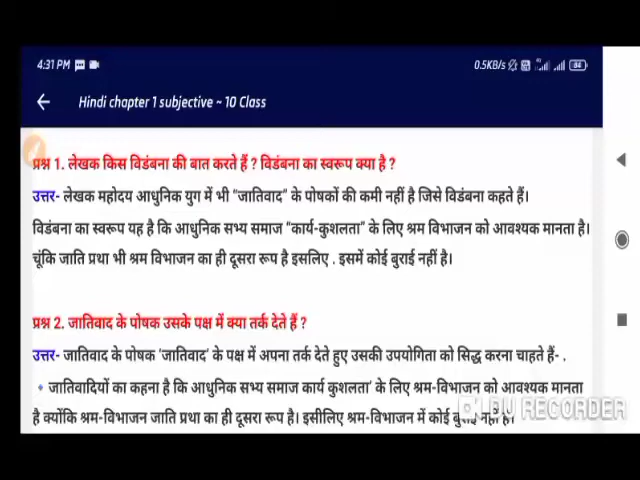 4:31 PM
0.5KB/s 4G 84
Hindi chapter 1 subjective ~ 10 Class
प्रश्न 1. लेखक किस विडंबना की बात करते हैं ? विडंबना का स्वरूप क्या है ?
उत्तर- लेखक महोदय आधुनिक युग में भी “जातिवाद” के पोषकों की कमी नहीं है जिसे विडंबना कहते हैं।
विडंबना का स्वरूप यह है कि आधुनिक सभ्य समाज “कार्य-कुशलता” के लिए श्रम विभाजन को आवश्यक मानता है।
चूंकि जाति प्रथा भी श्रम विभाजन का ही दूसरा रूप है इसलिए . इसमें कोई बुराई नहीं है।
प्रश्न 2. जातिवाद के पोषक उसके पक्ष में क्या तर्क देते हैं ?
उत्तर- जातिवाद के पोषक ‘जातिवाद’ के पक्ष में अपना तर्क देते हुए उसकी उपयोगिता को सिद्ध करना चाहते हैं- .
जातिवादियों का कहना है कि आधुनिक सभ्य समाज कार्य कुशलता’ के लिए श्रम-विभाजन को आवश्यक मानता
है क्योंकि श्रम-विभाजन जाति प्रथा का ही दूसरा रूप है। इसीलिए श्रम-विभाजन में कोई बुराई नहीं है।
DU RECORDER